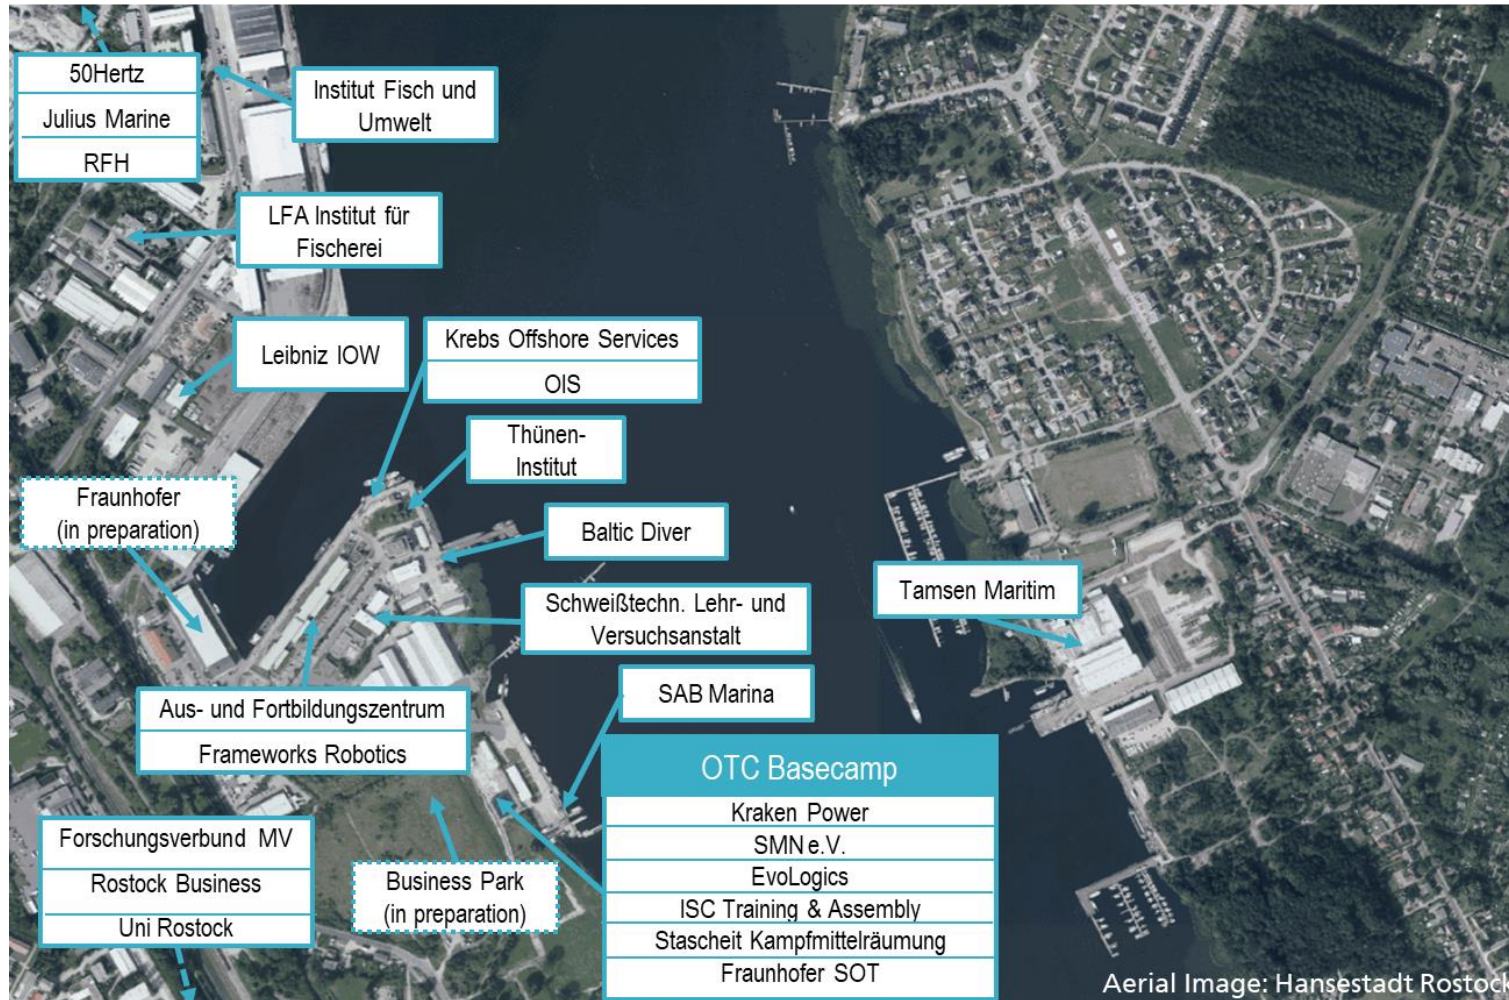 50Hertz
Julius Marine
RFH
Institut Fisch und
Umwelt
LFA Institut für
Fischerei
Leibniz IOW
Krebs Offshore Services
OIS
Thünen-
Institut
Fraunhofer
(in preparation)
Baltic Diver
Schweißtechn. Lehr- und
Versuchsanstalt
Tamsen Maritim
SAB Marina
Aus- und Fortbildungszentrum
Frameworks Robotics
OTC Basecamp
Kraken Power
SMN e.V.
EvoLogics
ISC Training & Assembly
Stascheit Kampfmittelräumung
Fraunhofer SOT
Forschungsverbund MV
Rostock Business
Uni Rostock
Business Park
(in preparation)
Aerial Image: Hansestadt Rostock